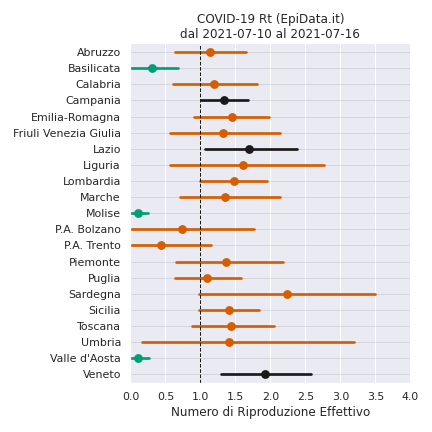 COVID-19 Rt (EpiData.it)
dal 2021-07-10 al 2021-07-16
Abruzzo
Basilicata
Calabria
Campania
Emilia-Romagna
Friuli Venezia Giulia
Lazio
Liguria
Lombardia
Marche
Molise
P.A. Bolzano
P.A. Trento
Piemonte
Puglia
Sardegna
Sicilia
Toscana
Umbria
Valle d'Aosta
Veneto
0.0 0.5 1.0 1.5 2.0 2.5 3.0 3.5 4.0
Numero di Riproduzione Effettivo